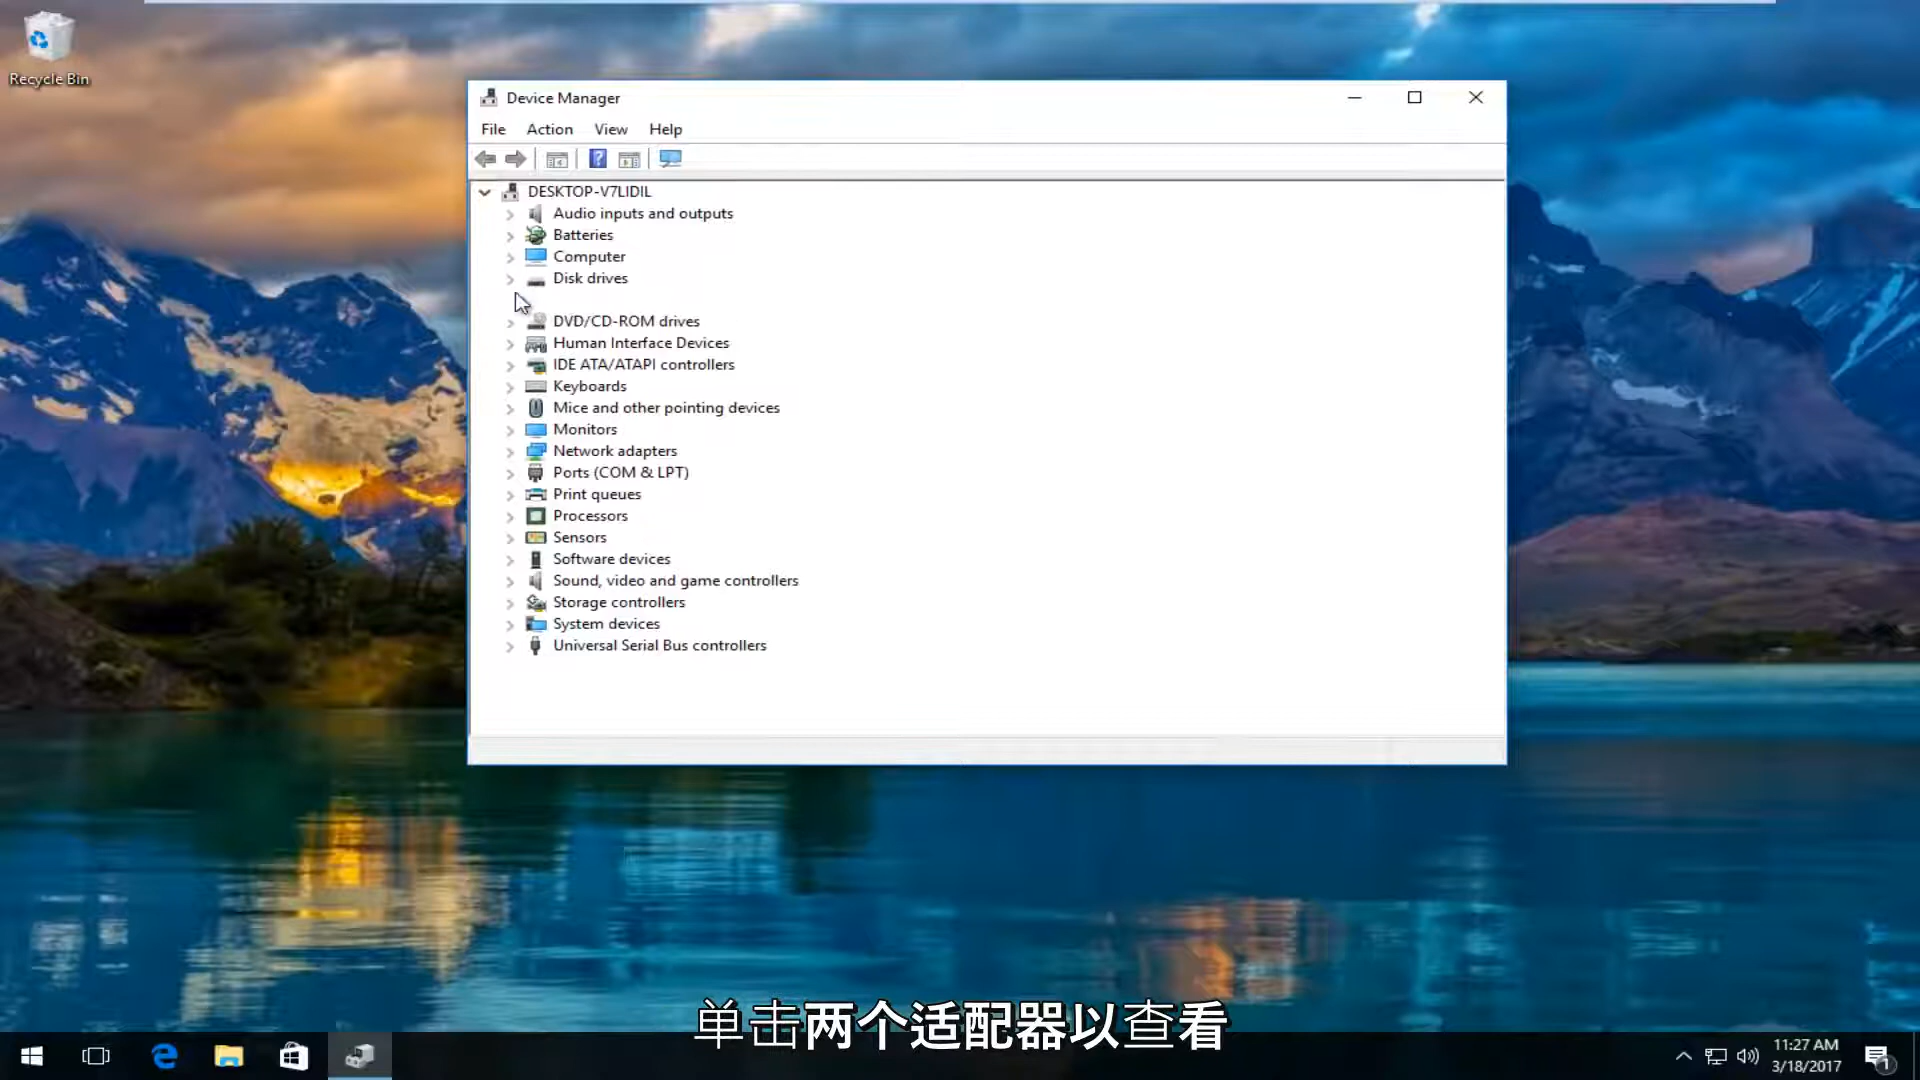 Recycle Bin
Device Manager
File Action View Help
DESKTOP-V7LIDIL
Audio inputs and outputs
Batteries
Computer
Disk drives
DVD/CD-ROM drives
Human Interface Devices
IDE ATA/ATAPI controllers
Keyboards
Mice and other pointing devices
Monitors
Network adapters
Ports (COM & LPT)
Print queues
Processors
Sensors
Software devices
Sound, video and game controllers
Storage controllers
System devices
Universal Serial Bus controllers
单击两个适配器以查看
11:27 AM
3/18/2017
1